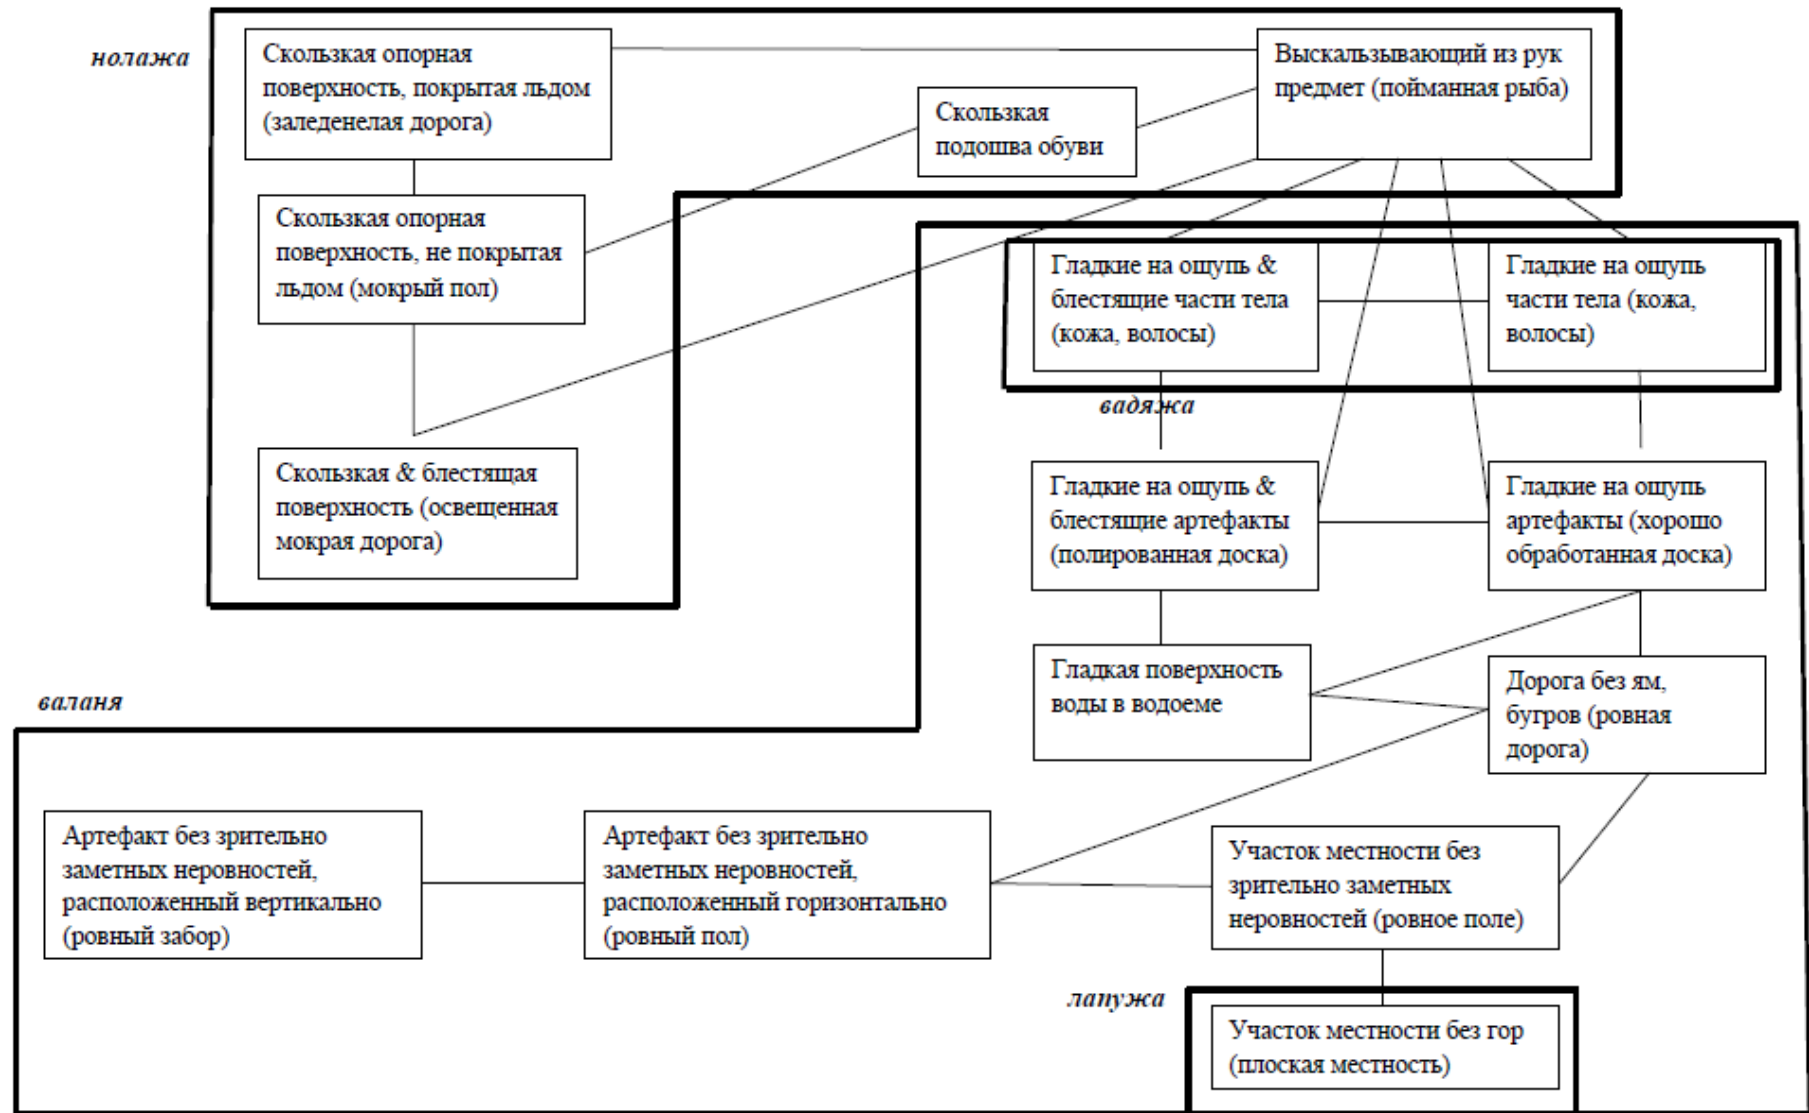 нолажа
Скользкая опорная
поверхность, покрытая льдом
(заледенелая дорога)
Выскальзывающий из рук
предмет (пойманная рыба)
Скользкая
подошва обуви
Скользкая опорная
поверхность, не покрытая
льдом (мокрый пол)
Гладкие на ощупь &
блестящие части тела
(кожа, волосы)
Гладкие на ощупь
части тела (кожа,
волосы)
вадяжа
Скользкая & блестящая
поверхность (освещенная
мокрая дорога)
Гладкие на ощупь &
блестящие артефакты
(полированная доска)
Гладкие на ощупь
артефакты (хорошо
обработанная доска)
Гладкая поверхность
воды в водоеме
Дорога без ям,
бугров (ровная
дорога)
валаня
Артефакт без зрительно
заметных неровностей,
расположенный вертикально
(ровный забор)
Артефакт без зрительно
заметных неровностей,
расположенный горизонтально
(ровный пол)
Участок местности без
зрительно заметных
неровностей (ровное поле)
лапужа
Участок местности без гор
(плоская местность)